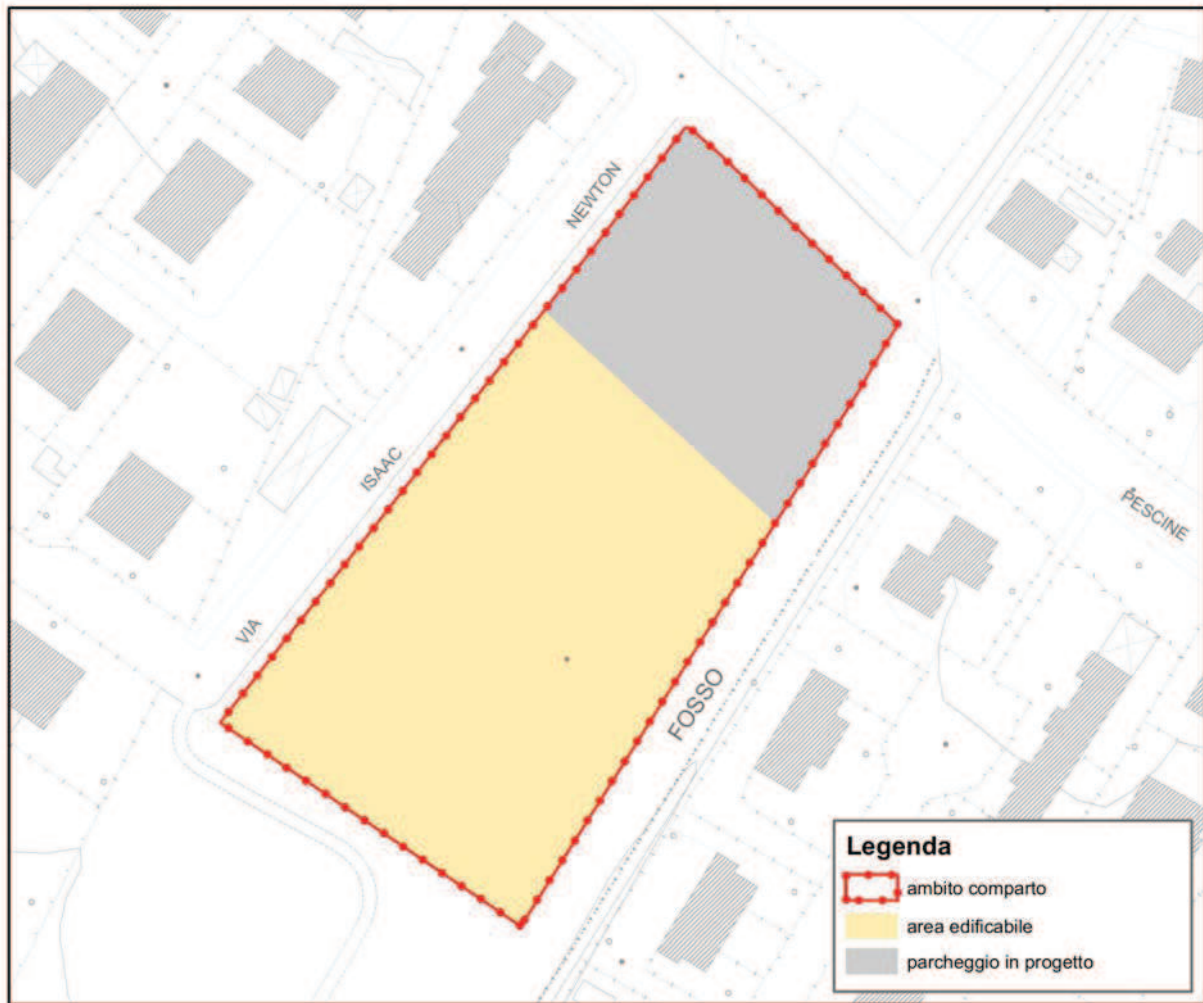 NEWTON
ISAAC
VIA
PESCINE
FOSSO
Legenda
ambito comparto
area edificabile
parcheggio in progetto